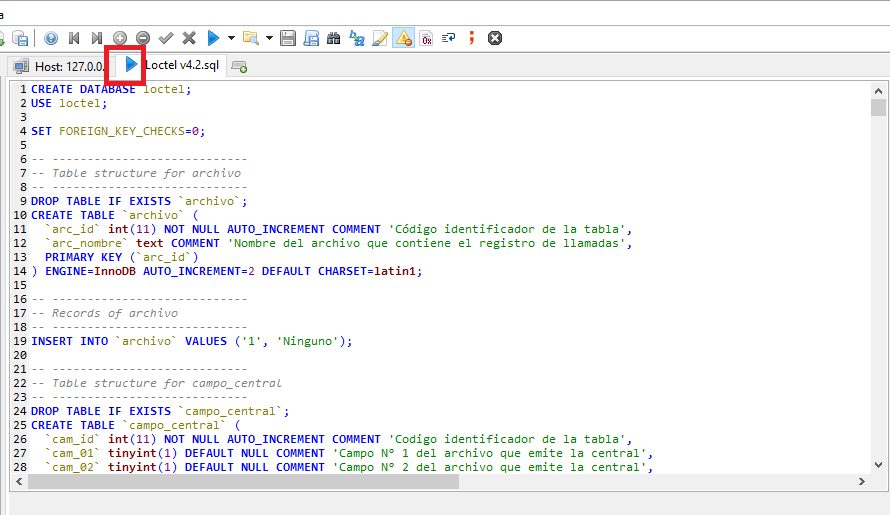 a
Host: 127.0.0.
Loctel v4.2.sql
1 CREATE DATABASE loctel;
2 USE loctel;
3
4 SET FOREIGN_KEY_CHECKS=0;
5
6 -- ----------------------------
7 -- Table structure for archivo
8 -- ----------------------------
9 DROP TABLE IF EXISTS `archivo`;
10 CREATE TABLE `archivo` (
11 `arc_id` int(11) NOT NULL AUTO_INCREMENT COMMENT 'Código identificador de la tabla',
12 `arc_nombre` text COMMENT 'Nombre del archivo que contiene el registro de llamadas',
13 PRIMARY KEY (`arc_id`)
14 ) ENGINE=InnoDB AUTO_INCREMENT=2 DEFAULT CHARSET=latin1;
15
16 -- ----------------------------
17 -- Records of archivo
18 -- ----------------------------
19 INSERT INTO `archivo` VALUES ('1', 'Ninguno');
20
21 -- ----------------------------
22 -- Table structure for campo_central
23 -- ----------------------------
24 DROP TABLE IF EXISTS `campo_central`;
25 CREATE TABLE `campo_central` (
26 `cam_id` int(11) NOT NULL AUTO_INCREMENT COMMENT 'Codigo identificador de la tabla',
27 `cam_01` tinyint(1) DEFAULT NULL COMMENT 'Campo Nº 1 del archivo que emite la central',
28 `cam_02` tinyint(1) DEFAULT NULL COMMENT 'Campo Nº 2 del archivo que emite la central',